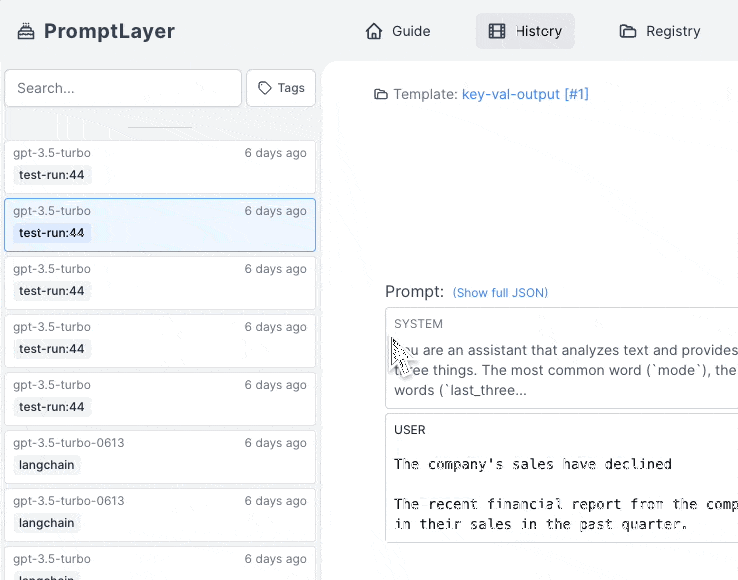 PromptLayer
Guide
History
Registry
Search...
Tags
gpt-3.5-turbo 6 days ago
test-run:44
gpt-3.5-turbo 6 days ago
test-run:44
gpt-3.5-turbo 6 days ago
test-run:44
gpt-3.5-turbo 6 days ago
test-run:44
gpt-3.5-turbo 6 days ago
test-run:44
gpt-3.5-turbo-0613 6 days ago
langchain
gpt-3.5-turbo-0613 6 days ago
langchain
gpt-3.5-turbo 6 days ago
langchain
Template: key-val-output [#1]
Prompt: (Show full JSON)
SYSTEM
You are an assistant that analyzes text and provides
three things. The most common word (`mode`), the
words (`last_three...
USER
The company's sales have declined
The recent financial report from the comp
in their sales in the past quarter.